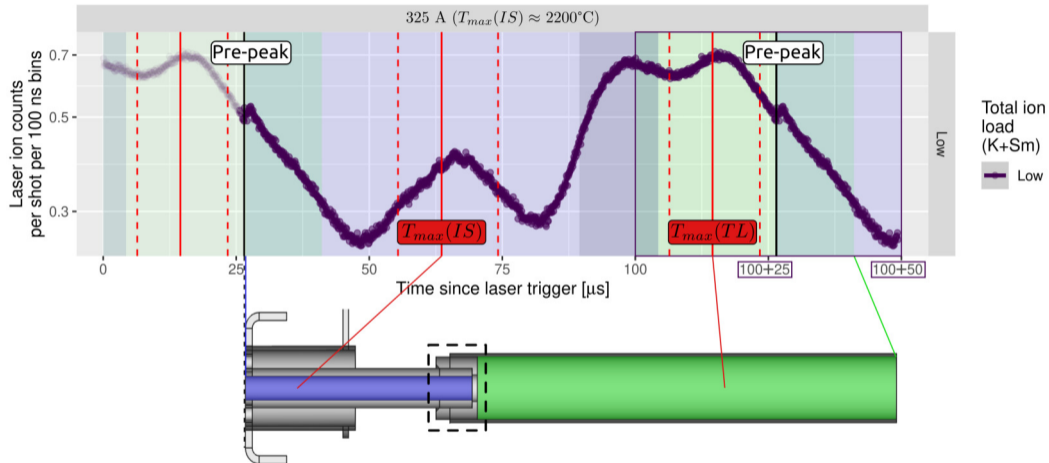 325 A (T_max(IS) ≈ 2200°C)
Laser ion counts
per shot per 100 ns bins
0.7
0.5
0.3
Pre-peak
Pre-peak
T_max(IS)
T_max(TL)
Low
0
25
50
75
100
100+25
100+50
Time since laser trigger [µs]
Total ion
load
(K+Sm)
Low